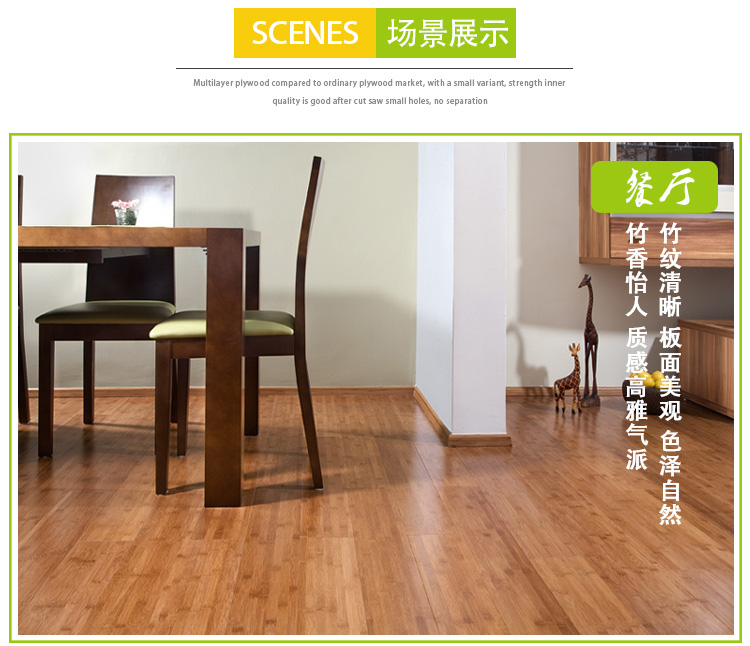 SCENES 场景展示
Multilayer plywood compared to ordinary plywood market, with a small variant, strength inner
quality is good after cut saw small holes, no separation
餐厅
竹纹清晰 板面美观 色泽自然
竹香怡人 质感高雅气派